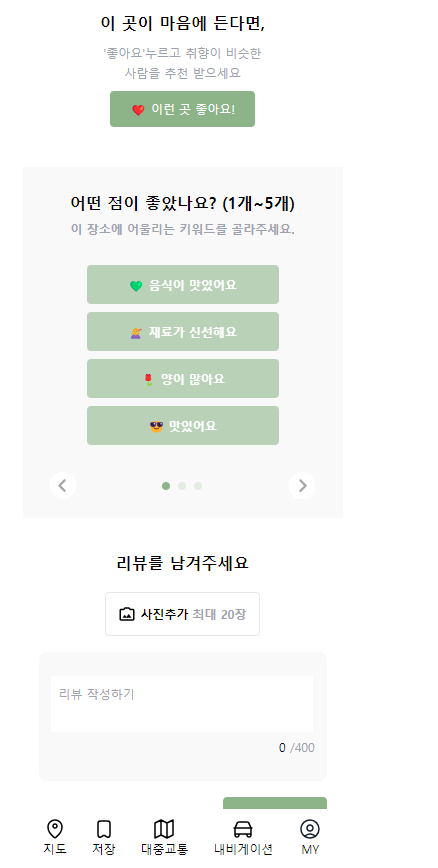 이 곳이 마음에 든다면,
'좋아요'누르고 취향이 비슷한
사람을 추천 받으세요
이런 곳 좋아요!
어떤 점이 좋았나요? (1개~5개)
이 장소에 어울리는 키워드를 골라주세요.
음식이 맛있어요
재료가 신선해요
양이 많아요
맛있어요
리뷰를 남겨주세요
사진추가 최대 20장
리뷰 작성하기
0 /400
지도 저장 대중교통 내비게이션 MY